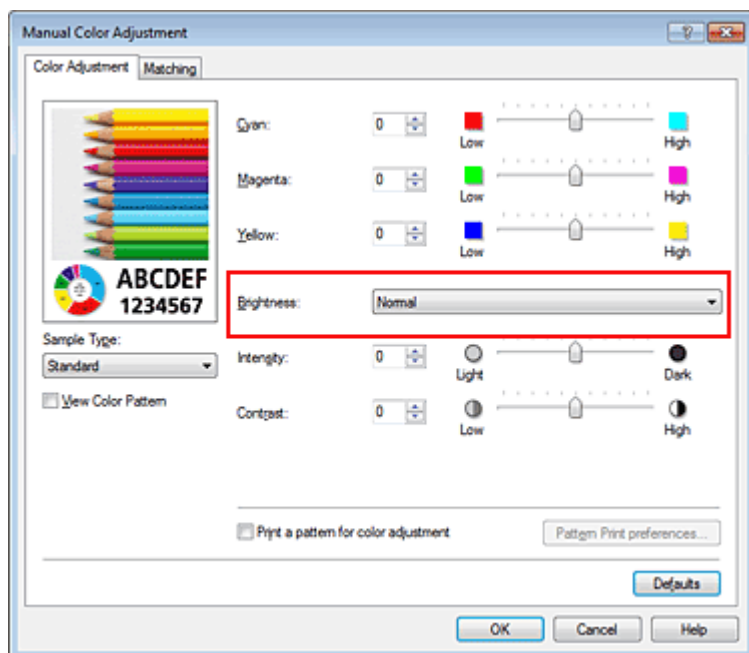 Manual Color Adjustment
Color Adjustment Matching
ABCDEF
1234567
Sample Type:
Standard
View Color Pattern
Cyan: 0 Low High
Magenta: 0 Low High
Yellow: 0 Low High
Brightness: Normal
Intensity: 0 Light Dark
Contrast: 0 Low High
Print a pattern for color adjustment Pattern Print preferences...
Defaults
OK Cancel Help